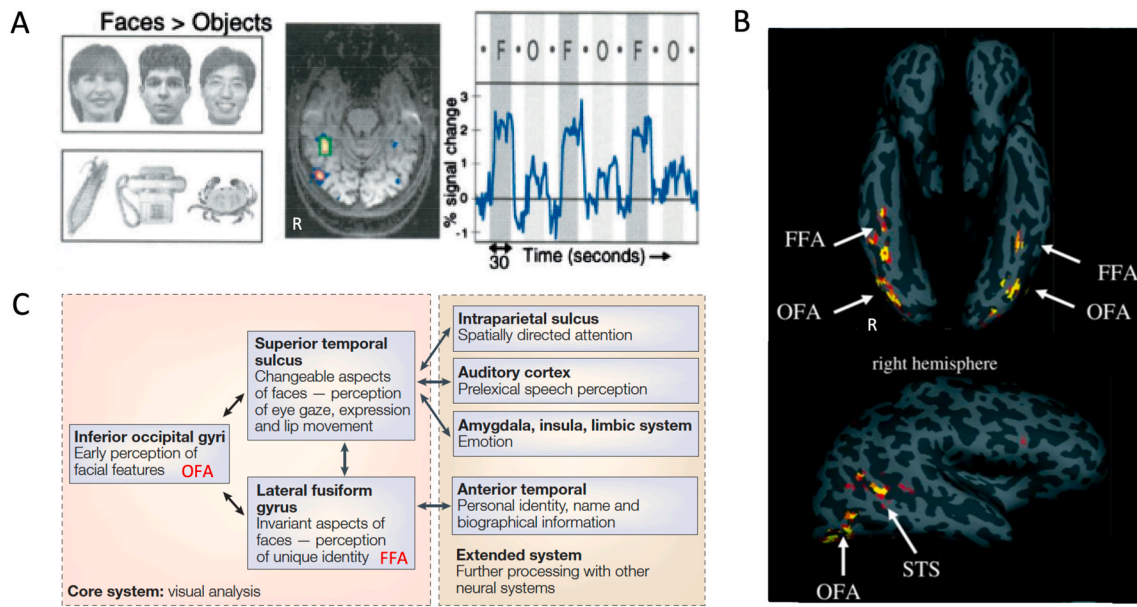 A
Faces > Objects
R
• F • O • F • O • F • O •
% signal change
3
2
1
0
-1
30
Time (seconds) →
B
FFA
OFA
R
FFA
OFA
right hemisphere
OFA
STS
C
Inferior occipital gyri
Early perception of
facial features OFA
Superior temporal
sulcus
Changeable aspects
of faces — perception
of eye gaze, expression
and lip movement
Lateral fusiform
gyrus
Invariant aspects of
faces — perception
of unique identity FFA
Core system: visual analysis
Intraparietal sulcus
Spatially directed attention
Auditory cortex
Prelexical speech perception
Amygdala, insula, limbic system
Emotion
Anterior temporal
Personal identity, name and
biographical information
Extended system
Further processing with other
neural systems